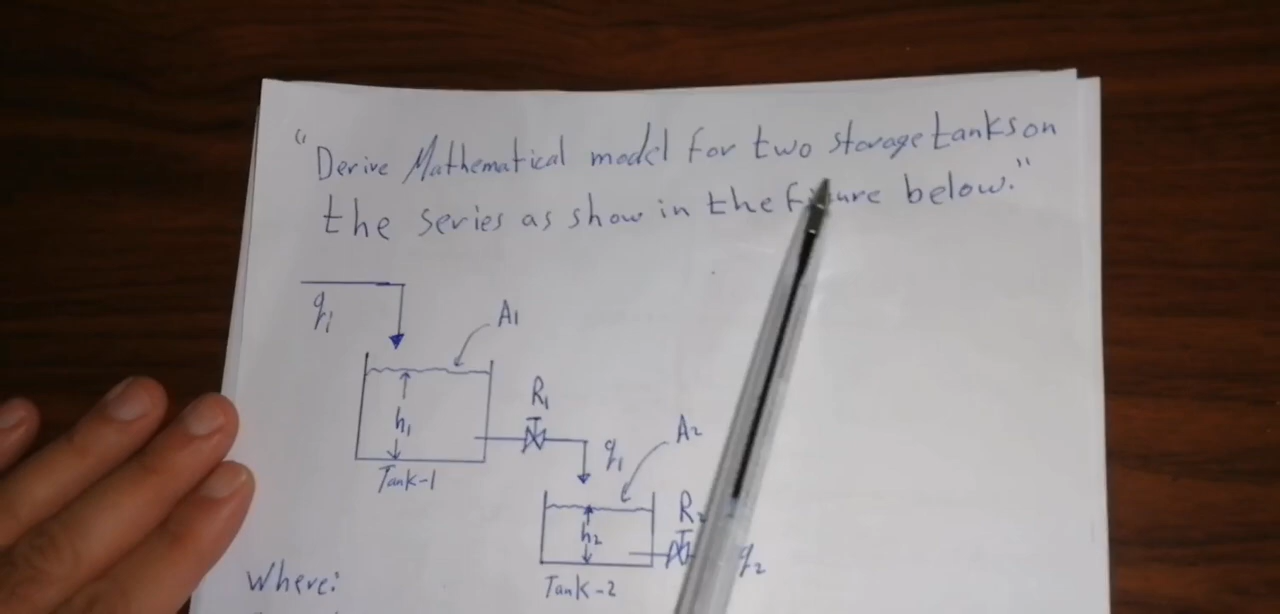 "Derive Mathematical model for two storage tanks on
the series as show in the figure below."
q1
A1
h1
R1
Tank-1
q1
A2
h2
R2
q2
Tank-2
Where: